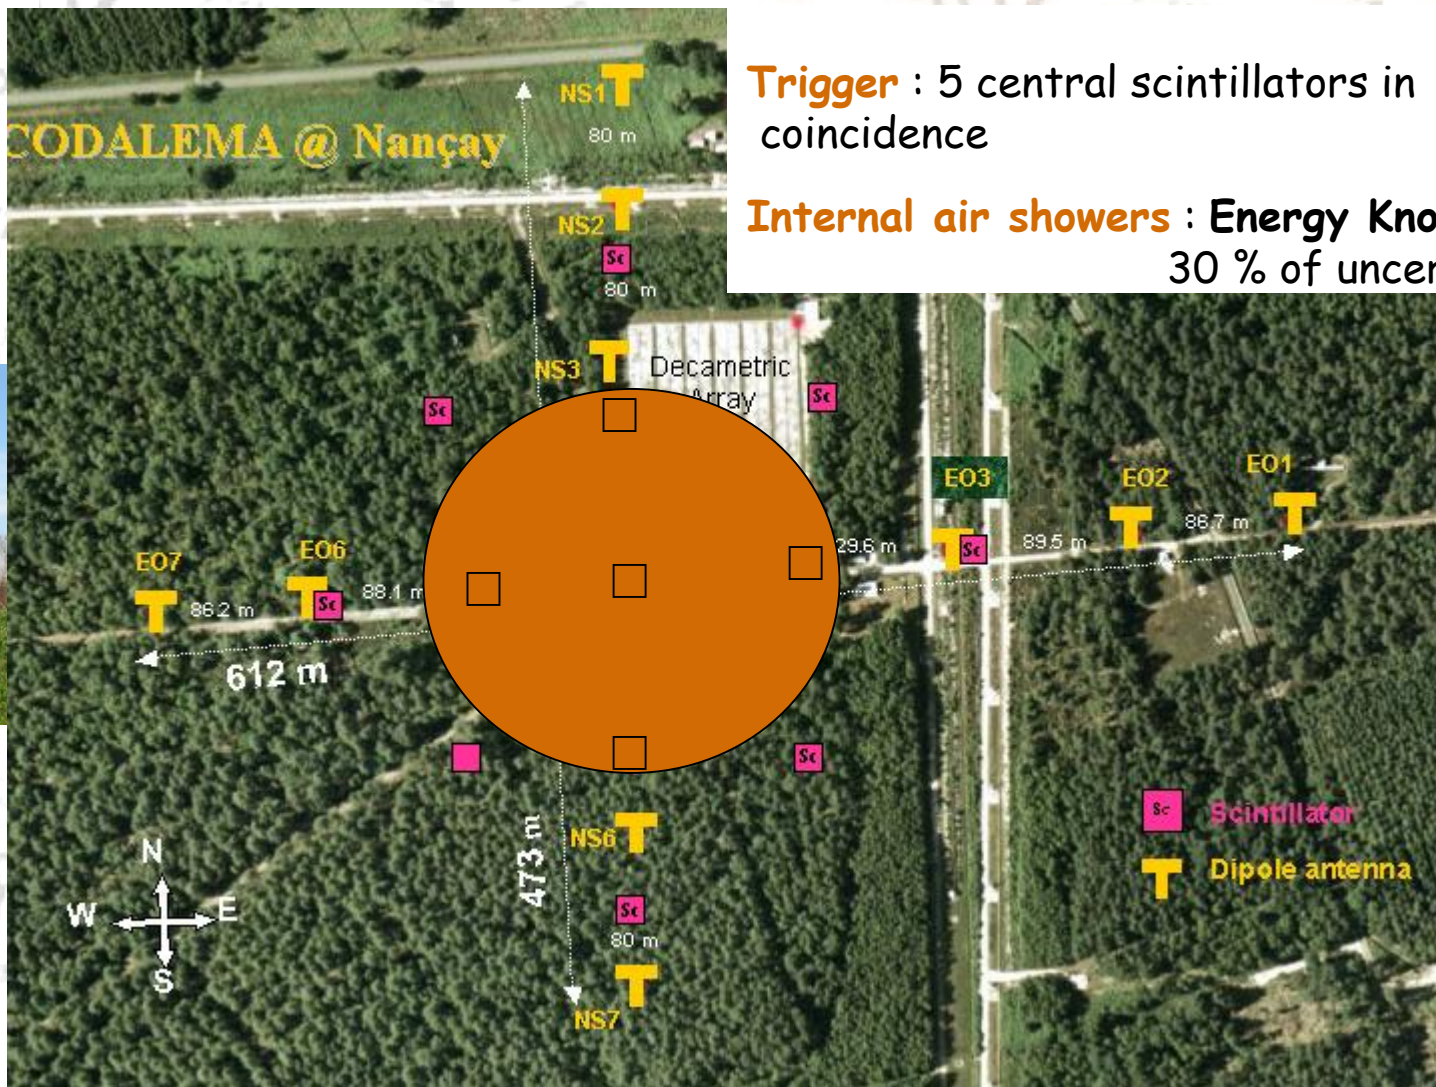 Trigger : 5 central scintillators in
coincidence
Internal air showers : Energy
30 % of
CODALEMA @ Nançay
NS1
80 m
NS2
Sc
80 m
NS3
Decametric
Array
Sc
Sc
EO3
EO2
EO1
86.7 m
89.5 m
29.6 m
Sc
EO7
EO6
86.2 m
Sc
88.1 m
612 m
Sc
473 m
NS6
Sc
80 m
NS7
N
W
E
S
Sc
Scintillator
Dipole antenna